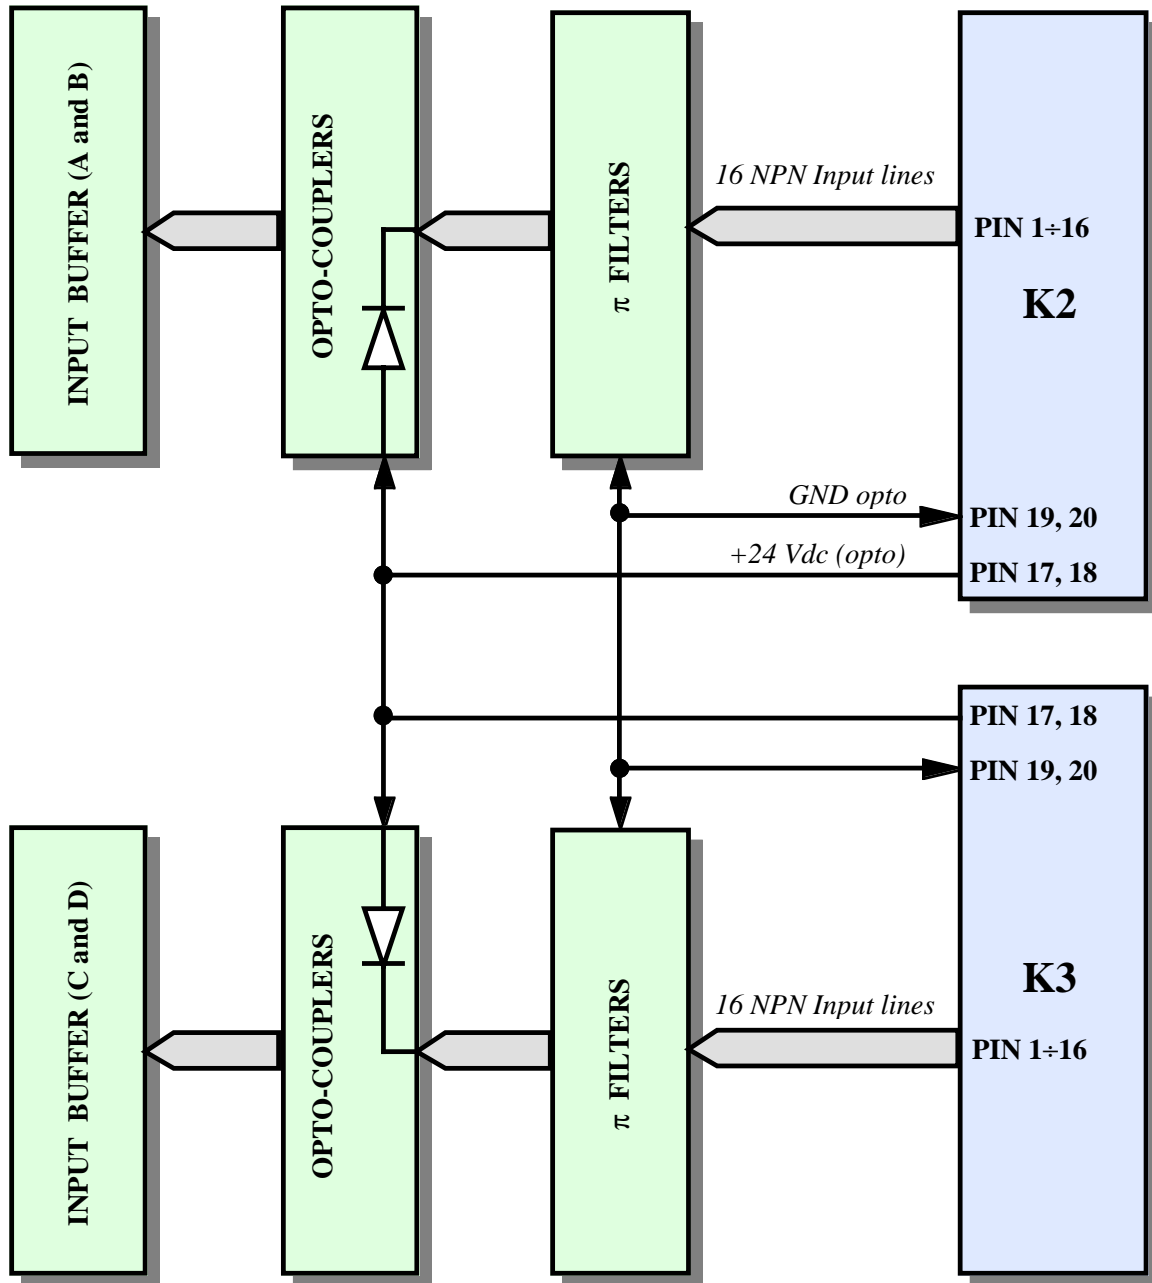 INPUT BUFFER (A and B)
OPTO-COUPLERS
π FILTERS
16 NPN Input lines
PIN 1÷16
K2
GND opto
PIN 19, 20
+24 Vdc (opto)
PIN 17, 18
PIN 17, 18
PIN 19, 20
INPUT BUFFER (C and D)
OPTO-COUPLERS
π FILTERS
16 NPN Input lines
K3
PIN 1÷16